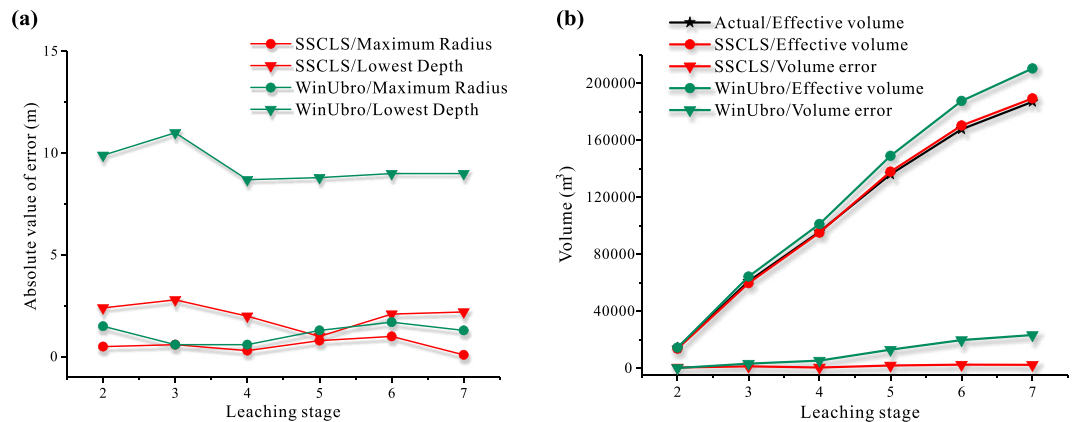 (a)
SSCLS/Maximum Radius
SSCLS/Lowest Depth
WinUbro/Maximum Radius
WinUbro/Lowest Depth
15
10
5
0
Absolute value of error (m)
2 3 4 5 6 7
Leaching stage
(b)
Actual/Effective volume
SSCLS/Effective volume
SSCLS/Volume error
WinUbro/Effective volume
WinUbro/Volume error
200000
160000
120000
80000
40000
0
Volume (m³)
2 3 4 5 6 7
Leaching stage